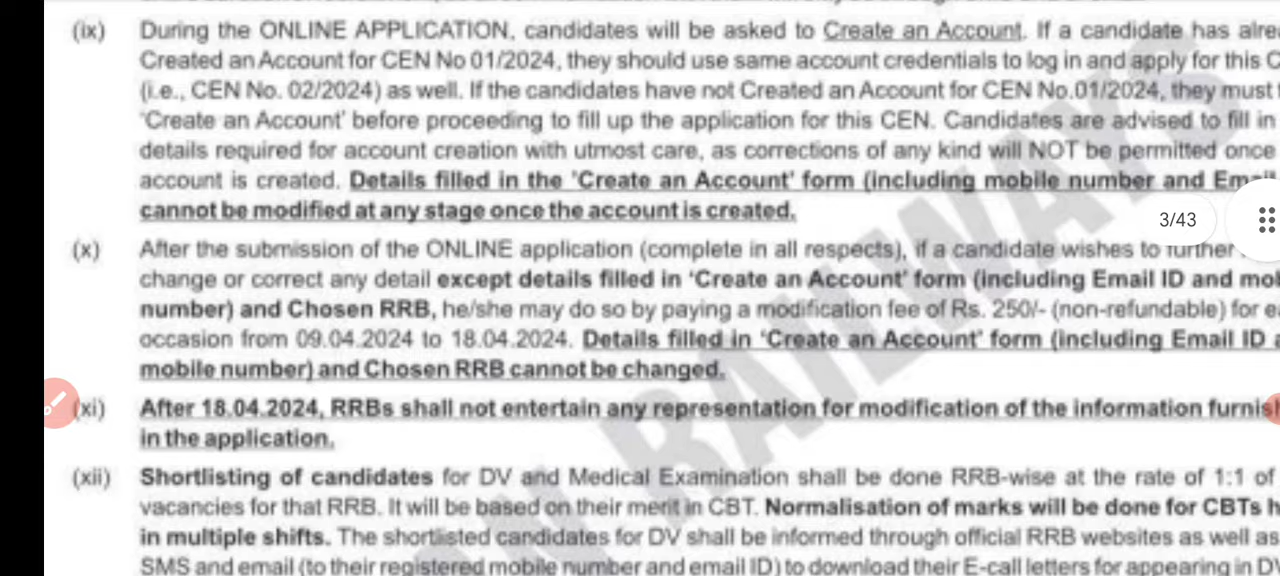 (ix) During the ONLINE APPLICATION, candidates will be asked to Create an Account. If a candidate has alre
Created an Account for CEN No 01/2024, they should use same account credentials to log in and apply for this C
(i.e., CEN No. 02/2024) as well. If the candidates have not Created an Account for CEN No.01/2024, they must
'Create an Account' before proceeding to fill up the application for this CEN. Candidates are advised to fill in
details required for account creation with utmost care, as corrections of any kind will NOT be permitted once
account is created. Details filled in the 'Create an Account' form (including mobile number and Email
cannot be modified at any stage once the account is created.
3/43
(x) After the submission of the ONLINE application (complete in all respects), if a candidate wishes to further
change or correct any detail except details filled in 'Create an Account' form (including Email ID and mo
number) and Chosen RRB, he/she may do so by paying a modification fee of Rs. 250/- (non-refundable) for e
occasion from 09.04.2024 to 18.04.2024. Details filled in 'Create an Account' form (including Email ID a
mobile number) and Chosen RRB cannot be changed.
(xi) After 18.04.2024, RRBs shall not entertain any representation for modification of the information furnis
in the application.
(xii) Shortlisting of candidates for DV and Medical Examination shall be done RRB-wise at the rate of 1:1 of
vacancies for that RRB. It will be based on their merit in CBT. Normalisation of marks will be done for CBTs h
in multiple shifts. The shortlisted candidates for DV shall be informed through official RRB websites as well as
SMS and email (to their registered mobile number and email ID) to download their E-call letters for appearing in DV
RAILWAYS